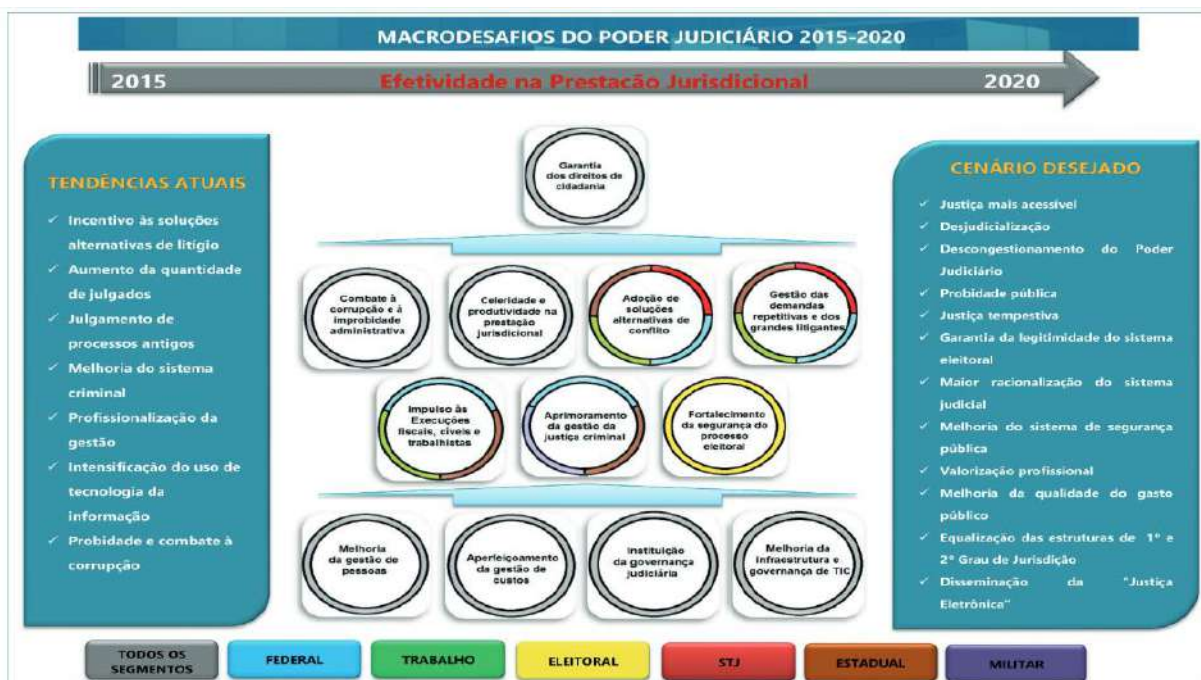 MACRODESAFIOS DO PODER JUDICIÁRIO 2015-2020
2015
Efetividade na Prestacão Jurisdicional
2020
TENDÊNCIAS ATUAIS
✓ Incentivo às soluções
alternativas de litígio
✓ Aumento da quantidade
de julgados
✓ Julgamento de
processos antigos
✓ Melhoria do sistema
criminal
✓ Profissionalização da
gestão
✓ Intensificação do uso de
tecnologia da
informação
✓ Probidade e combate à
corrupção
Garantia
dos direitos de
cidadania
Combate à
corrupção e à
improbidade
administrativa
Celeridade e
produtividade na
prestação
jurisdicional
Adoção de
soluções
alternativas de
conflito
Gestão das
demandas
repetitivas e dos
grandes litigantes
Impulso às
Execuções
fiscais, cíveis e
trabalhistas
Aprimoramento
da gestão da
justiça criminal
Fortalecimento
da segurança do
processo
eleitoral
Melhoria
da gestão de
pessoas
Aperfeiçoamento
da gestão de
custos
Instituição
da governança
judiciária
Melhoria da
Infraestrutura e
governança de TIC
CENÁRIO DESEJADO
✓ Justiça mais acessível
✓ Desjudicialização
✓ Descongestionamento do Poder
Judiciário
✓ Probidade pública
✓ Justiça tempestiva
✓ Garantia da legitimidade do sistema
eleitoral
✓ Maior racionalização do sistema
judicial
✓ Melhoria do sistema de segurança
pública
✓ Valorização profissional
✓ Melhoria da qualidade do gasto
público
✓ Equalização das estruturas de 1º e
2º Grau de Jurisdição
✓ Disseminação da "Justiça
Eletrônica"
TODOS OS
SEGMENTOS
FEDERAL
TRABALHO
ELEITORAL
STJ
ESTADUAL
MILITAR